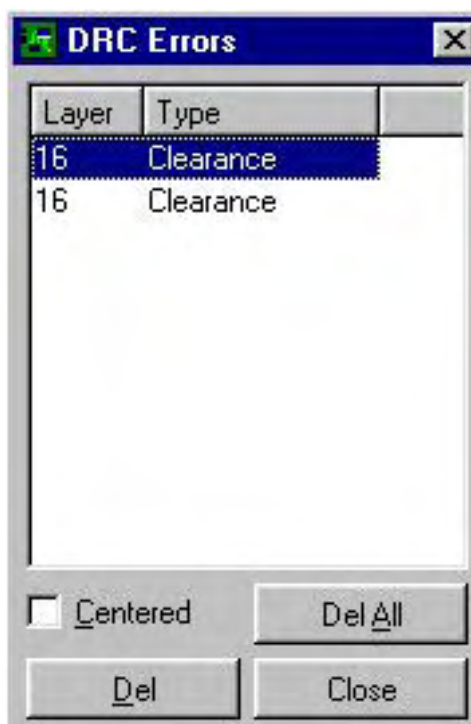 DRC Errors
Layer Type
16 Clearance
16 Clearance
Centered Del All
Del Close